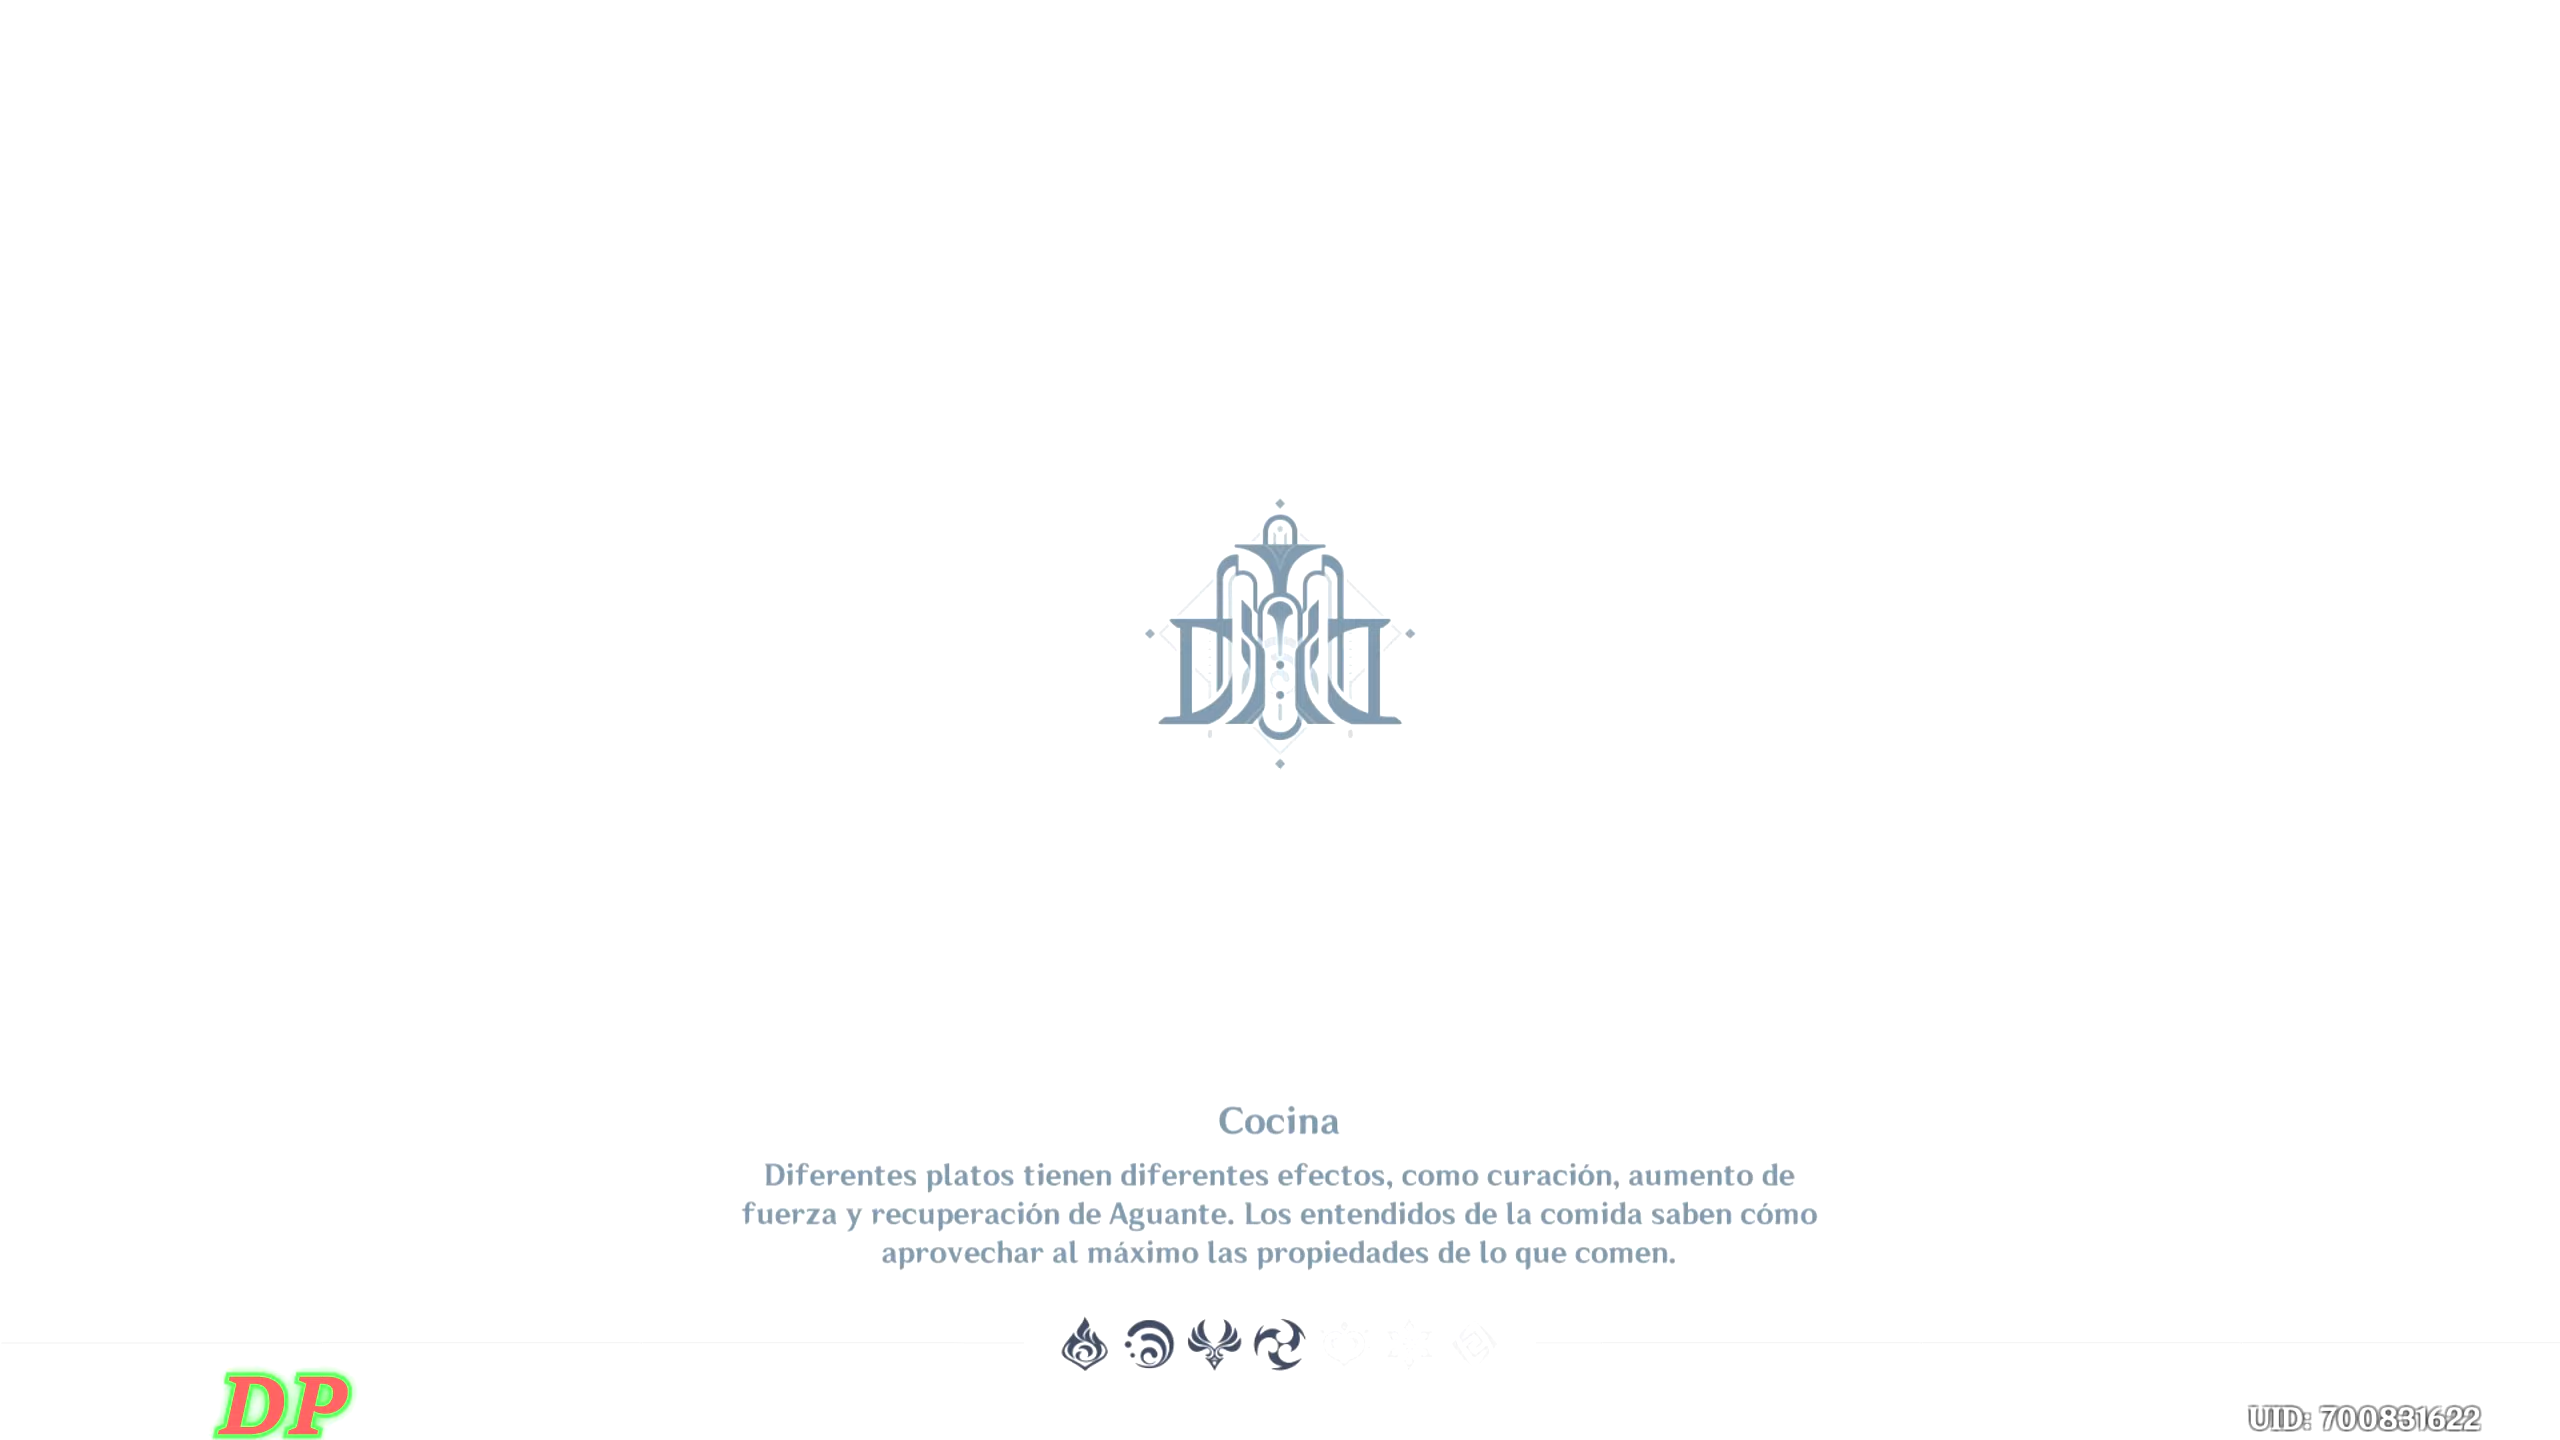 Cocina
Diferentes platos tienen diferentes efectos, como curación, aumento de
fuerza y recuperación de Aguante. Los entendidos de la comida saben cómo
aprovechar al máximo las propiedades de lo que comen.
DP
UID: 700831622